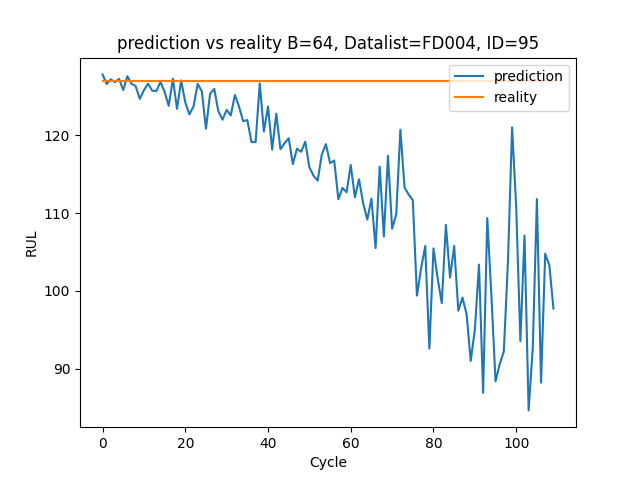 prediction vs reality B=64, Datalist=FD004, ID=95
prediction
reality
RUL
120
110
100
90
0 20 40 60 80 100
Cycle